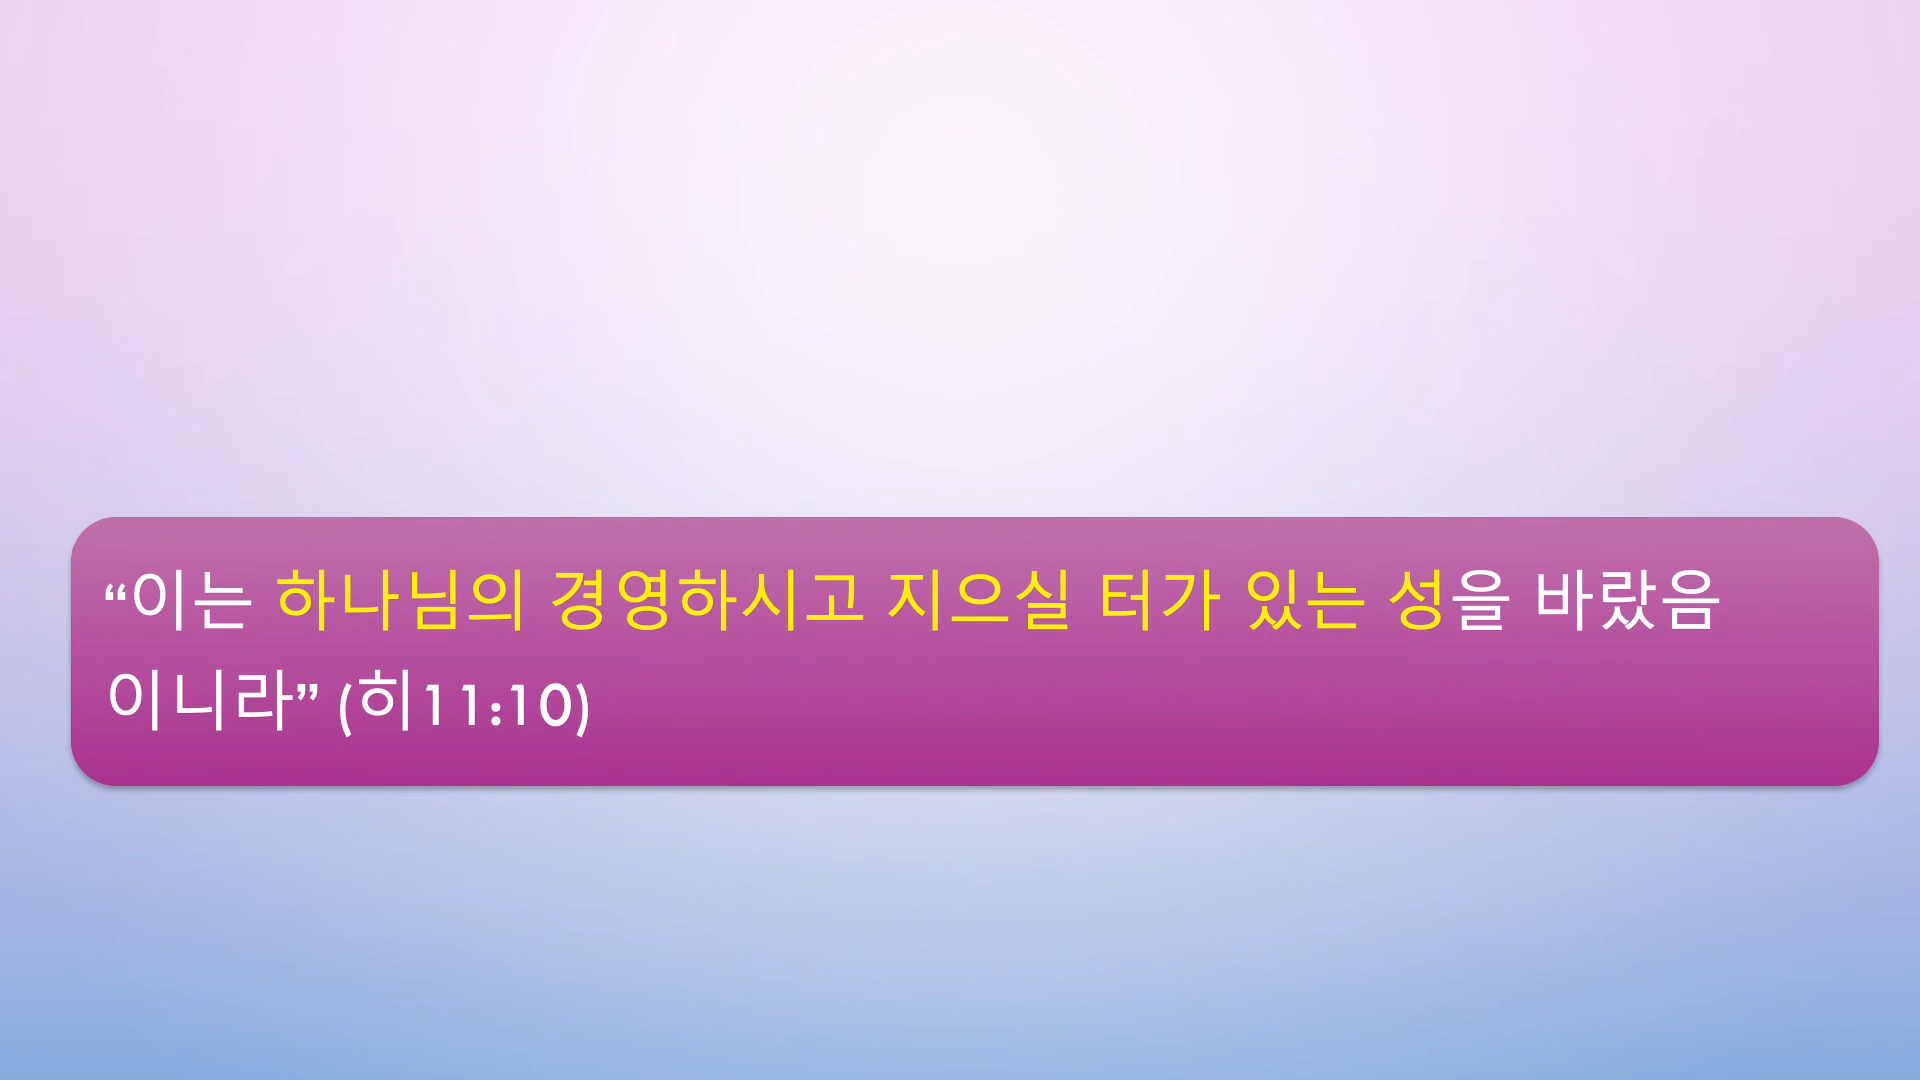 “이는 하나님의 경영하시고 지으실 터가 있는 성을 바랐음
이니라” (히11:10)